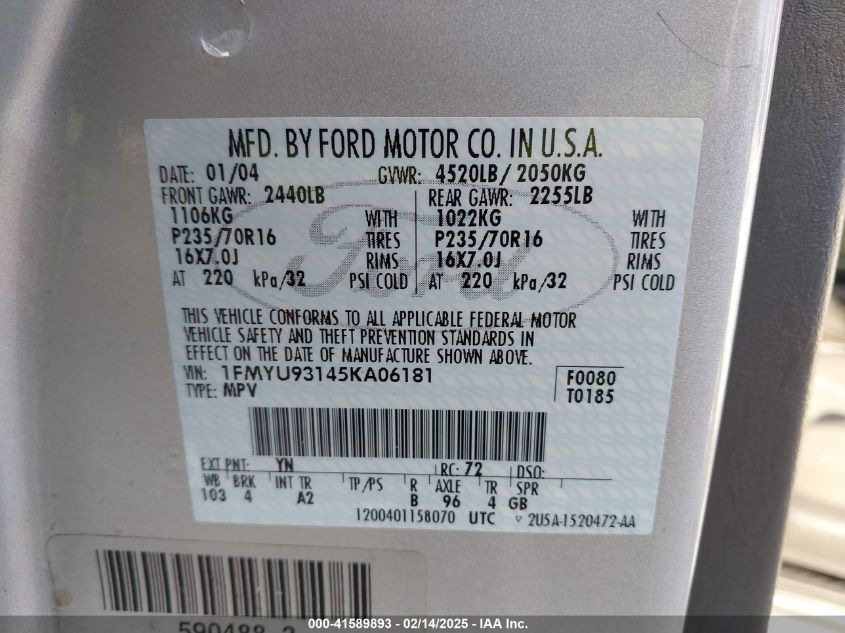 MFD. BY FORD MOTOR CO. IN U.S.A.
DATE: 01/04 GVWR: 4520LB/ 2050KG
FRONT GAWR: 2440LB REAR GAWR: 2255LB
1106KG WITH 1022KG WITH
P235/70R16 TIRES P235/70R16 TIRES
16X7.0J RIMS 16X7.0J RIMS
AT 220 kPa/32 PSI COLD AT 220 kPa/32 PSI COLD
Ford
THIS VEHICLE CONFORMS TO ALL APPLICABLE FEDERAL MOTOR
VEHICLE SAFETY AND THEFT PREVENTION STANDARDS IN
EFFECT ON THE DATE OF MANUFACTURE SHOWN ABOVE.
VIN: 1FMYU93145KA06181 F0080
TYPE: MPV T0185
EXT PNT: YN RC: 72 DSO:
WB BRK INT TR TP/PS R AXLE TR SPR
103 4 A2 B 96 4 GB
1200401158070 UTC ▽ 2U5A-1520472-AA
000-41589893 - 02/14/2025 - IAA Inc.